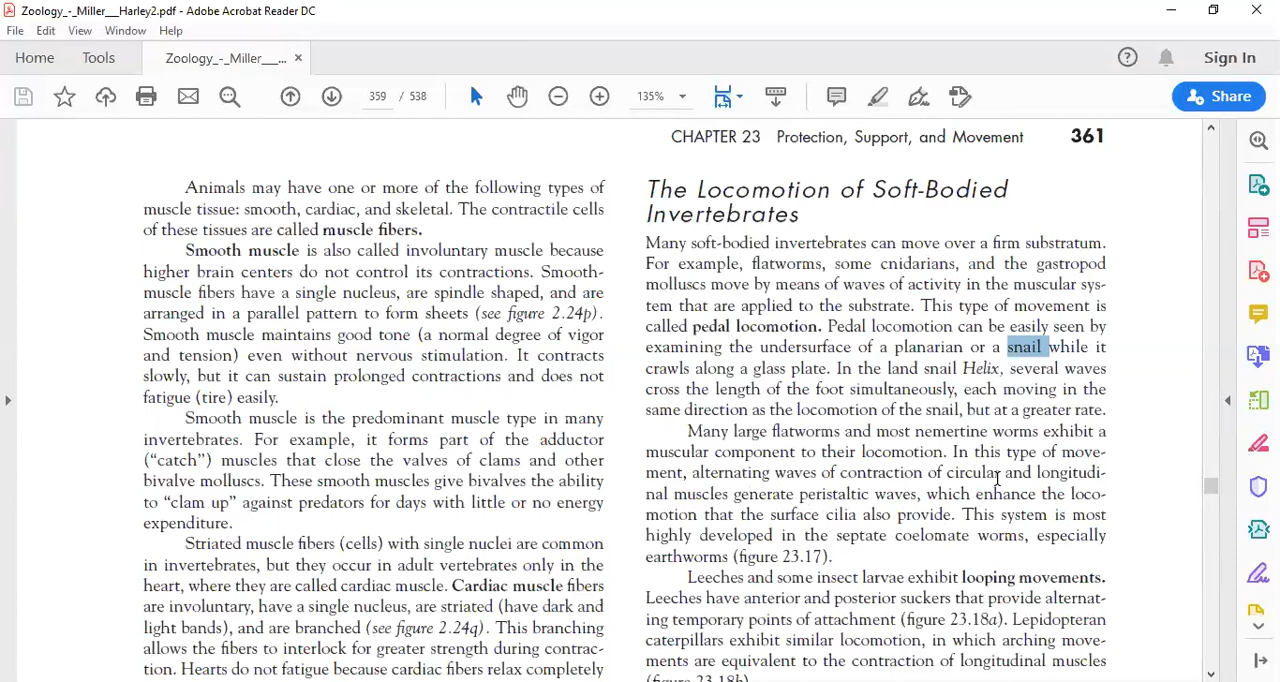 Zoology_-_Miller___Harley2.pdf - Adobe Acrobat Reader DC
File Edit View Window Help
Home Tools Zoology_-_Miller___... × Sign In
359 / 538 135% Share
CHAPTER 23 Protection, Support, and Movement 361
Animals may have one or more of the following types of
muscle tissue: smooth, cardiac, and skeletal. The contractile cells
of these tissues are called muscle fibers.
Smooth muscle is also called involuntary muscle because
higher brain centers do not control its contractions. Smooth-
muscle fibers have a single nucleus, are spindle shaped, and are
arranged in a parallel pattern to form sheets (see figure 2.24p).
Smooth muscle maintains good tone (a normal degree of vigor
and tension) even without nervous stimulation. It contracts
slowly, but it can sustain prolonged contractions and does not
fatigue (tire) easily.
Smooth muscle is the predominant muscle type in many
invertebrates. For example, it forms part of the adductor
(“catch”) muscles that close the valves of clams and other
bivalve molluscs. These smooth muscles give bivalves the ability
to “clam up” against predators for days with little or no energy
expenditure.
Striated muscle fibers (cells) with single nuclei are common
in invertebrates, but they occur in adult vertebrates only in the
heart, where they are called cardiac muscle. Cardiac muscle fibers
are involuntary, have a single nucleus, are striated (have dark and
light bands), and are branched (see figure 2.24q). This branching
allows the fibers to interlock for greater strength during contrac-
tion. Hearts do not fatigue because cardiac fibers relax completely
The Locomotion of Soft-Bodied
Invertebrates
Many soft-bodied invertebrates can move over a firm substratum.
For example, flatworms, some cnidarians, and the gastropod
molluscs move by means of waves of activity in the muscular sys-
tem that are applied to the substrate. This type of movement is
called pedal locomotion. Pedal locomotion can be easily seen by
examining the undersurface of a planarian or a snail while it
crawls along a glass plate. In the land snail Helix, several waves
cross the length of the foot simultaneously, each moving in the
same direction as the locomotion of the snail, but at a greater rate.
Many large flatworms and most nemertine worms exhibit a
muscular component to their locomotion. In this type of move-
ment, alternating waves of contraction of circular and longitudi-
nal muscles generate peristaltic waves, which enhance the loco-
motion that the surface cilia also provide. This system is most
highly developed in the septate coelomate worms, especially
earthworms (figure 23.17).
Leeches and some insect larvae exhibit looping movements.
Leeches have anterior and posterior suckers that provide alternat-
ing temporary points of attachment (figure 23.18a). Lepidopteran
caterpillars exhibit similar locomotion, in which arching move-
ments are equivalent to the contraction of longitudinal muscles
(figure 23.18b).